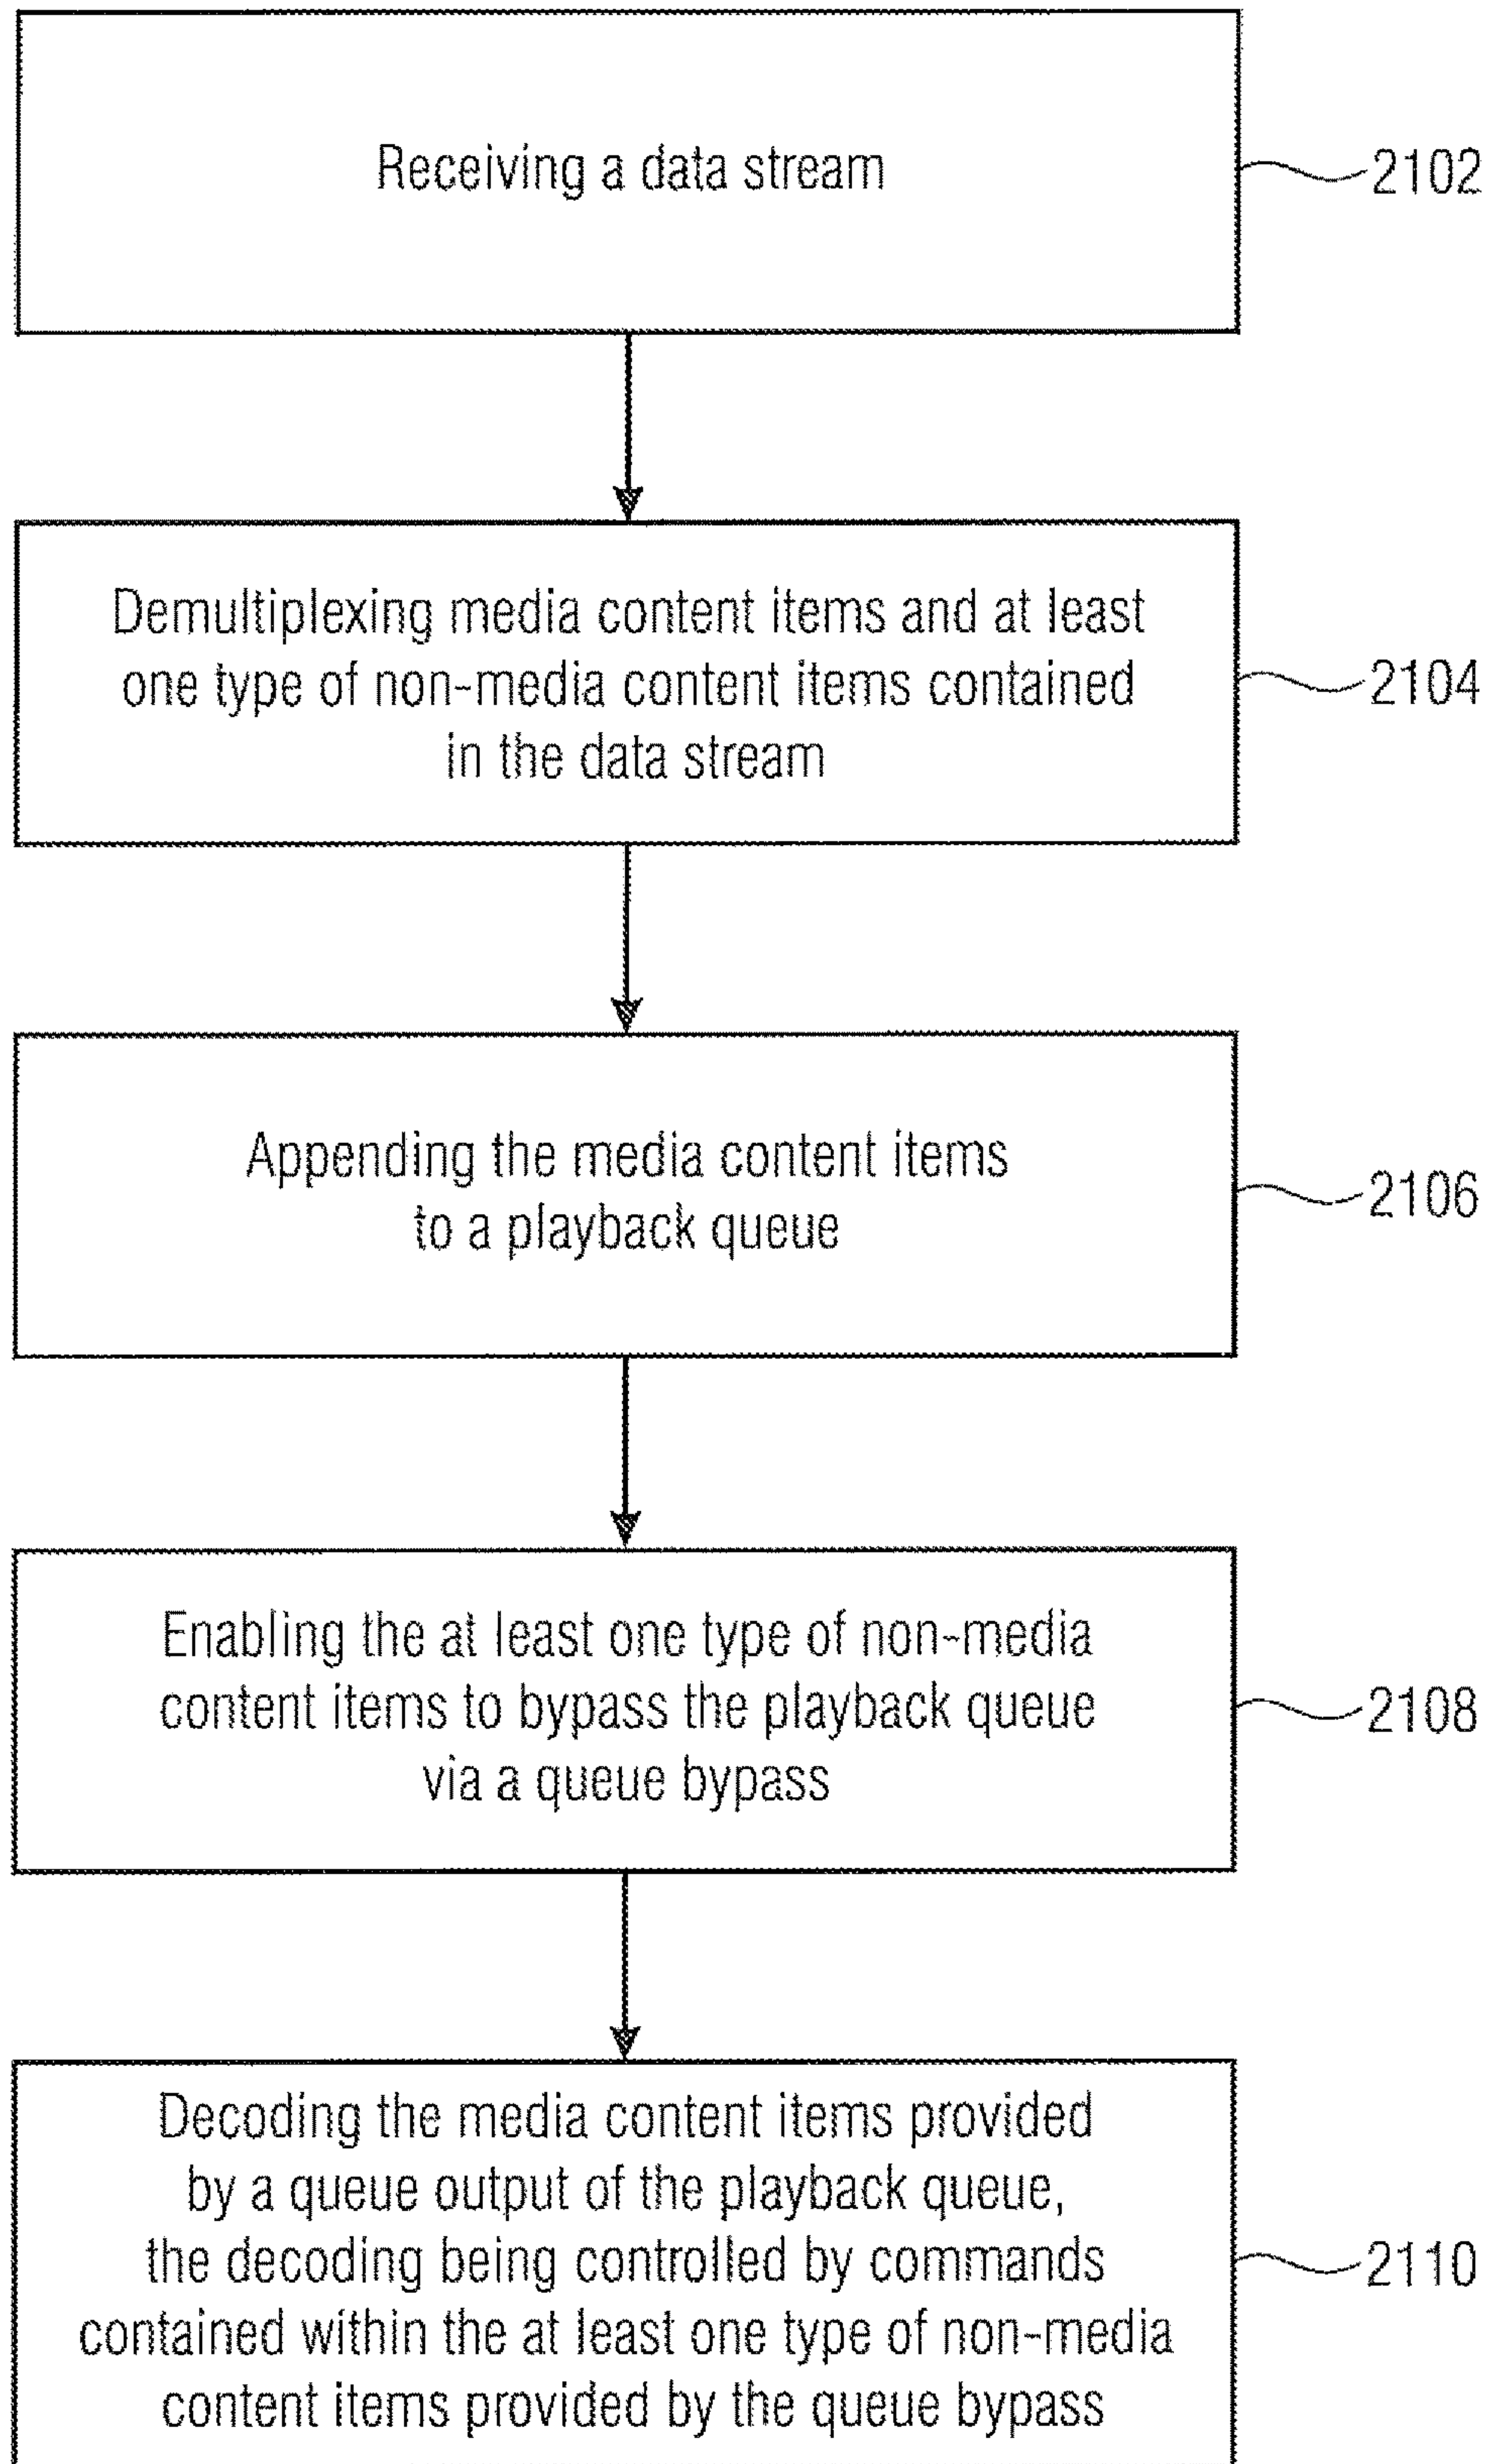 Receiving a data stream
2102
Demultiplexing media content items and at least
one type of non-media content items contained
in the data stream
2104
Appending the media content items
to a playback queue
2106
Enabling the at least one type of non-media
content items to bypass the playback queue
via a queue bypass
2108
Decoding the media content items provided
by a queue output of the playback queue,
the decoding being controlled by commands
contained within the at least one type of non-media
content items provided by the queue bypass
2110